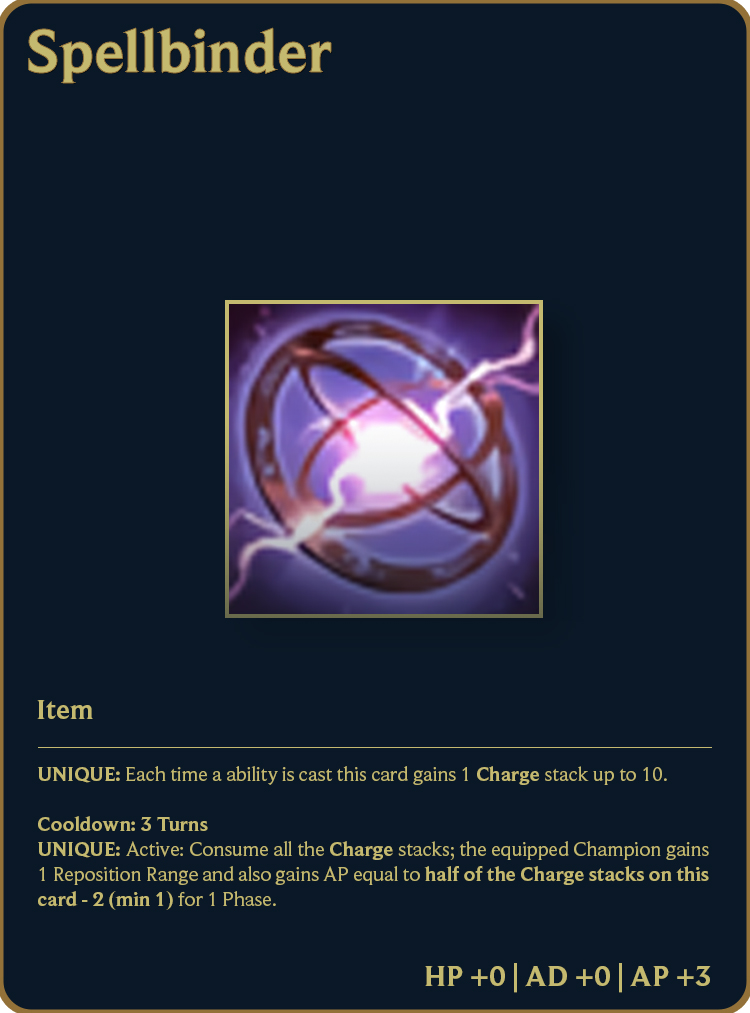 Spellbinder
Item
UNIQUE: Each time a ability is cast this card gains 1 Charge stack up to 10.
Cooldown: 3 Turns
UNIQUE: Active: Consume all the Charge stacks; the equipped Champion gains
1 Reposition Range and also gains AP equal to half of the Charge stacks on this
card - 2 (min 1) for 1 Phase.
HP +0 | AD +0 | AP +3